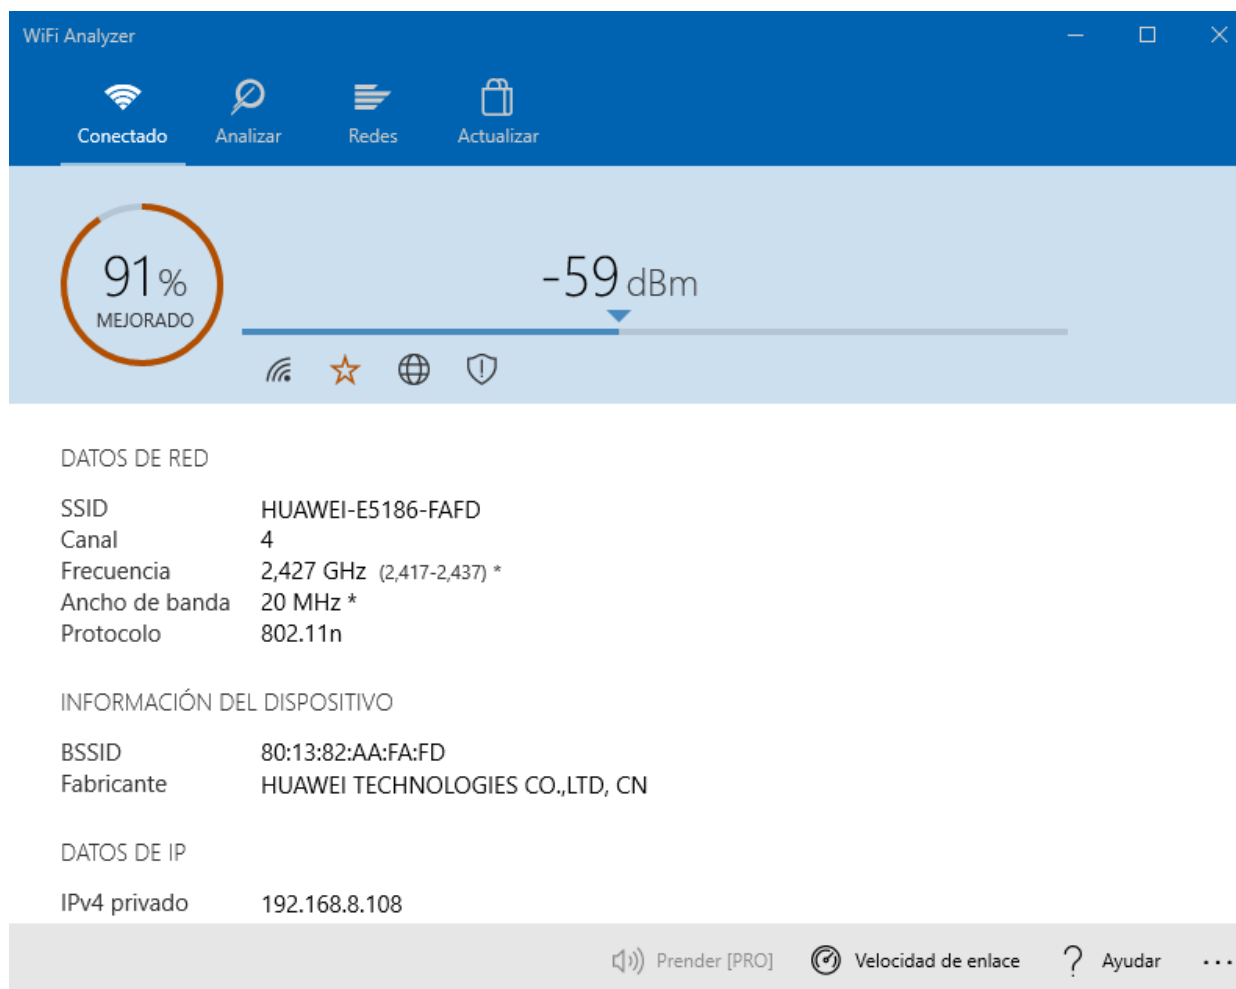 WiFi Analyzer
Conectado Analizar Redes Actualizar
91%
MEJORADO
-59 dBm
DATOS DE RED
SSID HUAWEI-E5186-FAFD
Canal 4
Frecuencia 2,427 GHz (2,417-2,437) *
Ancho de banda 20 MHz *
Protocolo 802.11n
INFORMACIÓN DEL DISPOSITIVO
BSSID 80:13:82:AA:FA:FD
Fabricante HUAWEI TECHNOLOGIES CO.,LTD, CN
DATOS DE IP
IPv4 privado 192.168.8.108
Prender [PRO] Velocidad de enlace ? Ayudar ...